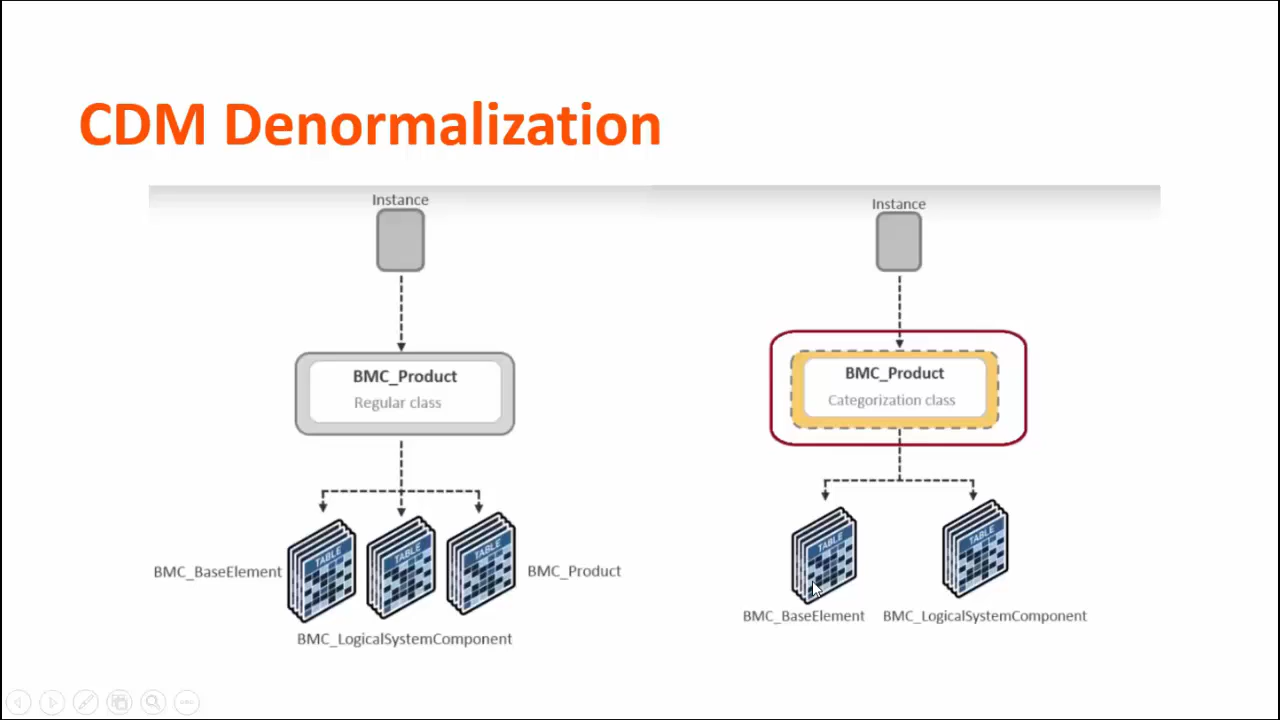 CDM Denormalization
Instance
Instance
BMC_Product
Regular class
BMC_Product
Categorization class
TABLE
TABLE
TABLE
BMC_BaseElement
BMC_Product
BMC_LogicalSystemComponent
TABLE
TABLE
BMC_BaseElement
BMC_LogicalSystemComponent